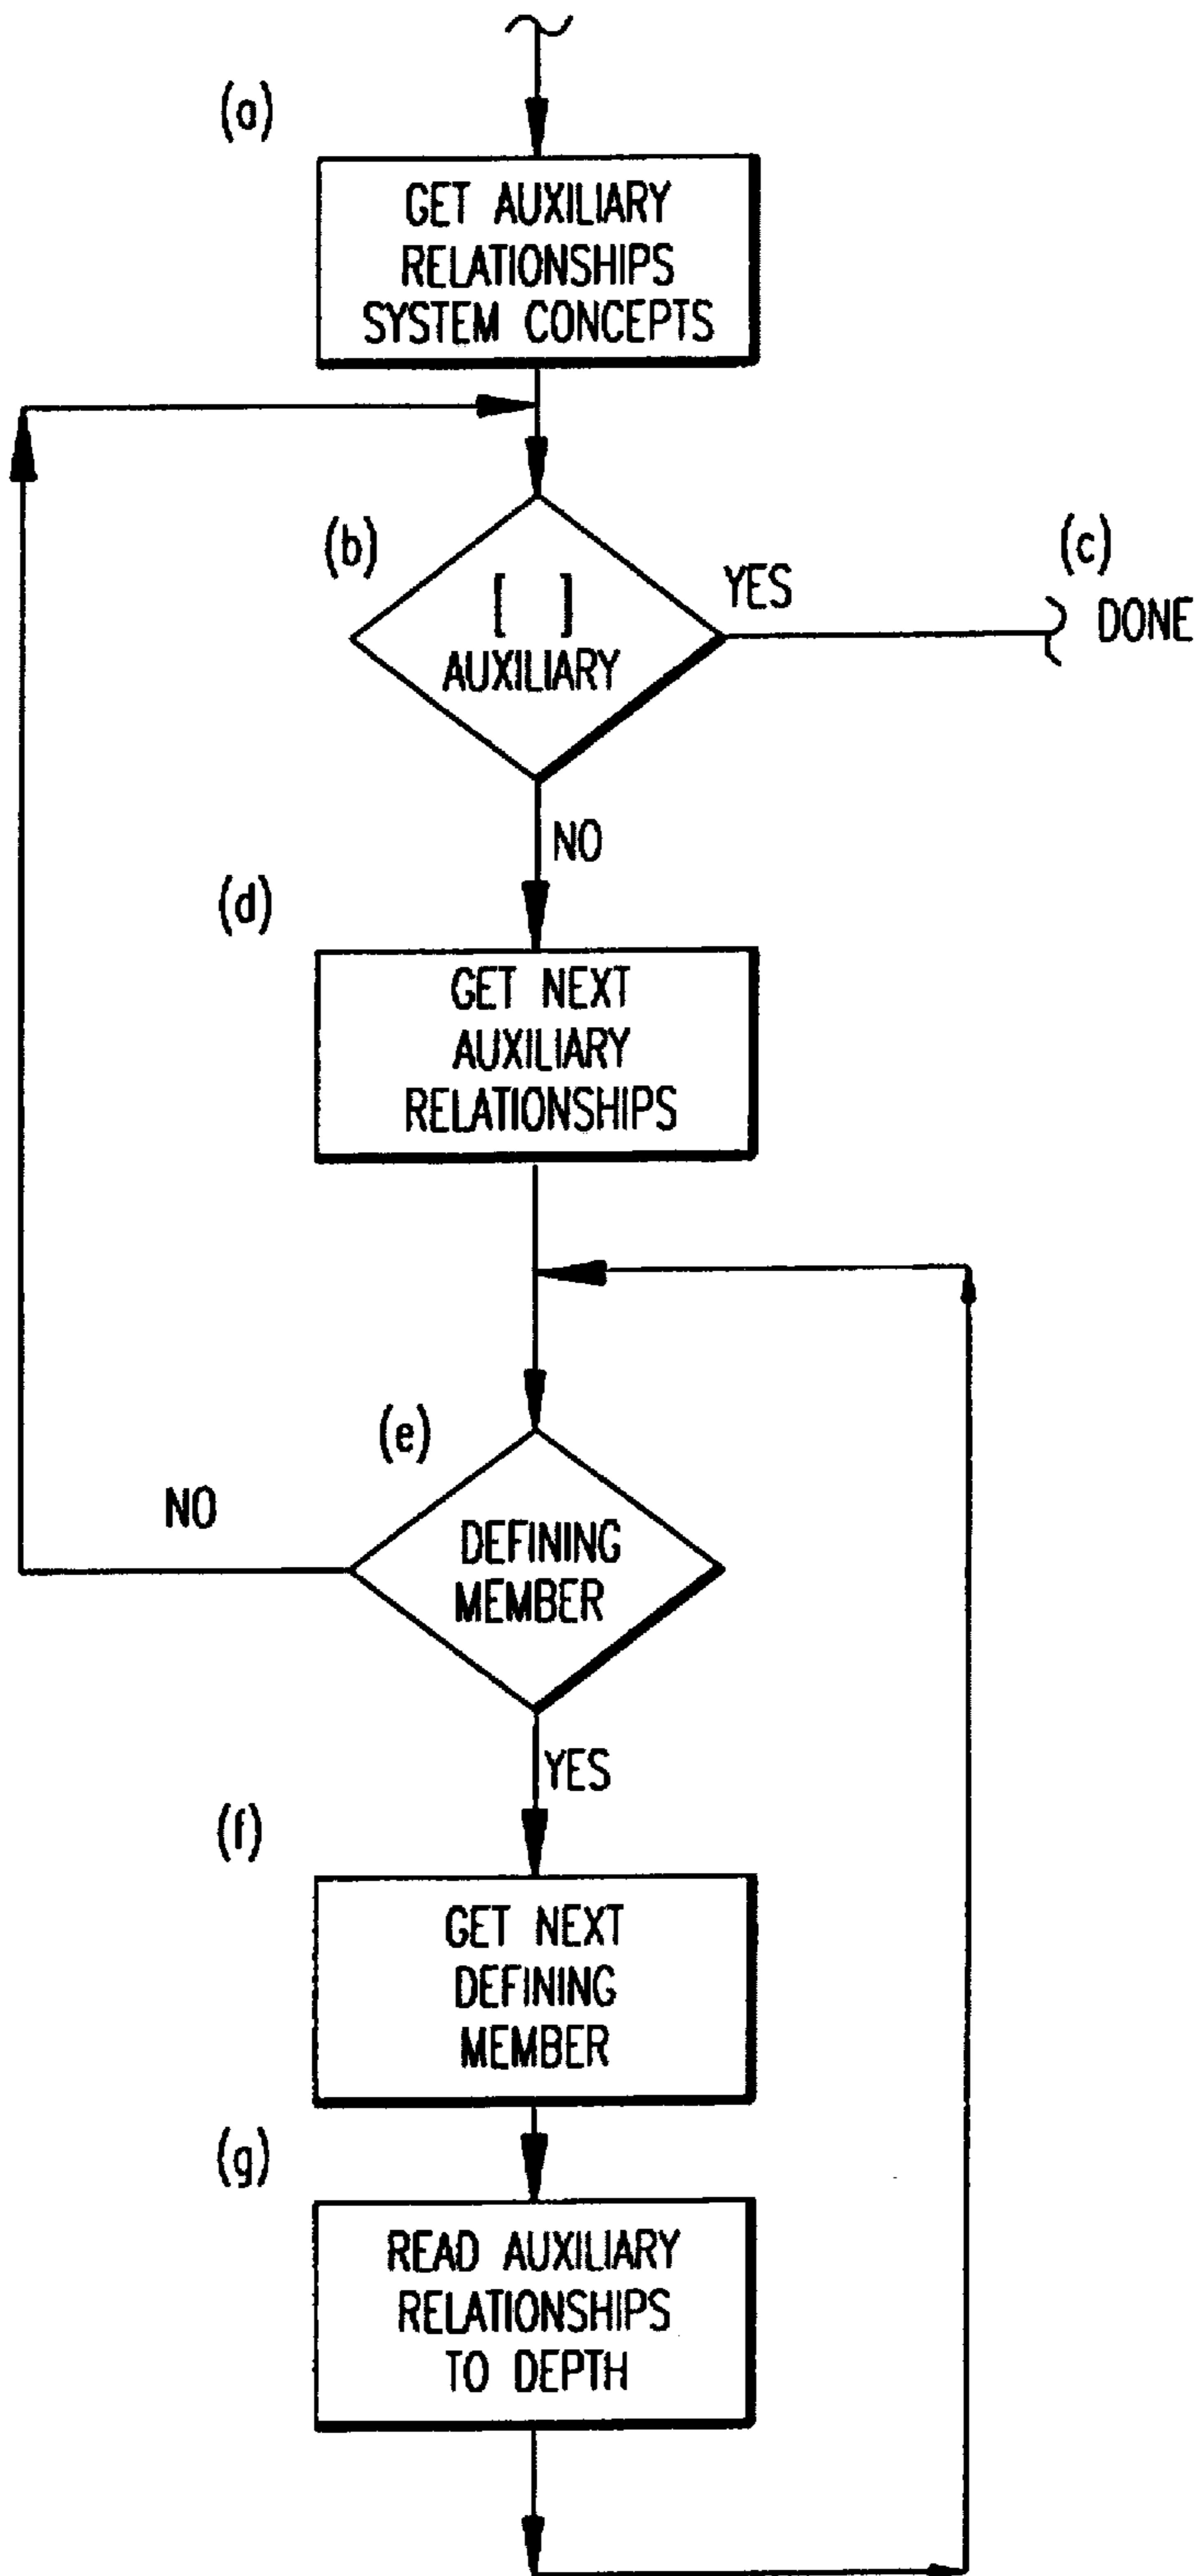 (a)
GET AUXILIARY
RELATIONSHIPS
SYSTEM CONCEPTS
(b)
[ ]
AUXILIARY
YES
(c)
DONE
NO
(d)
GET NEXT
AUXILIARY
RELATIONSHIPS
(e)
NO
DEFINING
MEMBER
YES
(f)
GET NEXT
DEFINING
MEMBER
(g)
READ AUXILIARY
RELATIONSHIPS
TO DEPTH